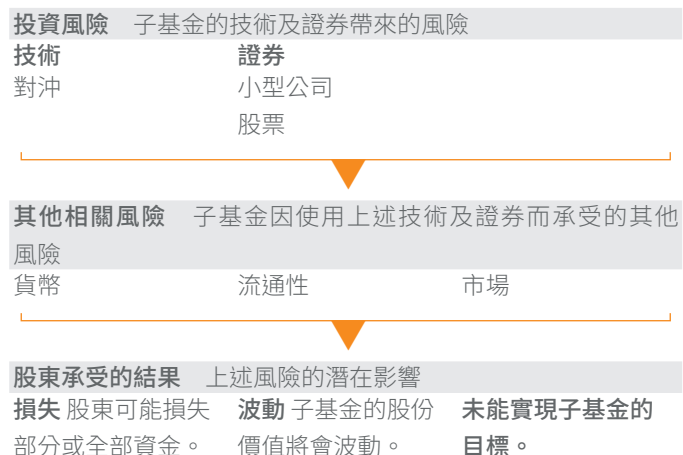 投資風險 子基金的技術及證券帶來的風險
技術 證券
對沖 小型公司
股票
其他相關風險 子基金因使用上述技術及證券而承受的其他
風險
貨幣 流通性 市場
股東承受的結果 上述風險的潛在影響
損失 股東可能損失 波動 子基金的股份 未能實現子基金的
部分或全部資金。 價值將會波動。 目標。